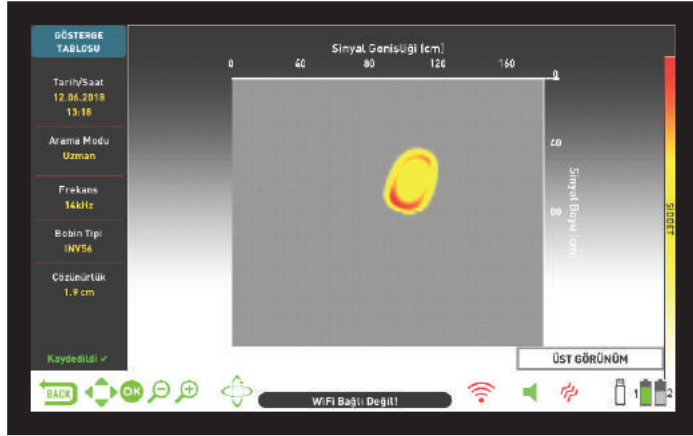 GÖSTERGE
TABLOSU
Tarih/Saat
12.06.2018
13:18
Arama Modu
Uzman
Frekans
14kHz
Bobin Tipi
INV56
Çözünürlük
1.9 cm
Kaydedildi ✓
Sinyal Genişliği (cm)
0 40 80 120 160
0
40
80
Sinyal Boyu (cm)
ŞİDDET
ÜST GÖRÜNÜM
BACK
OK
WiFi Bağlı Değil!
1
2